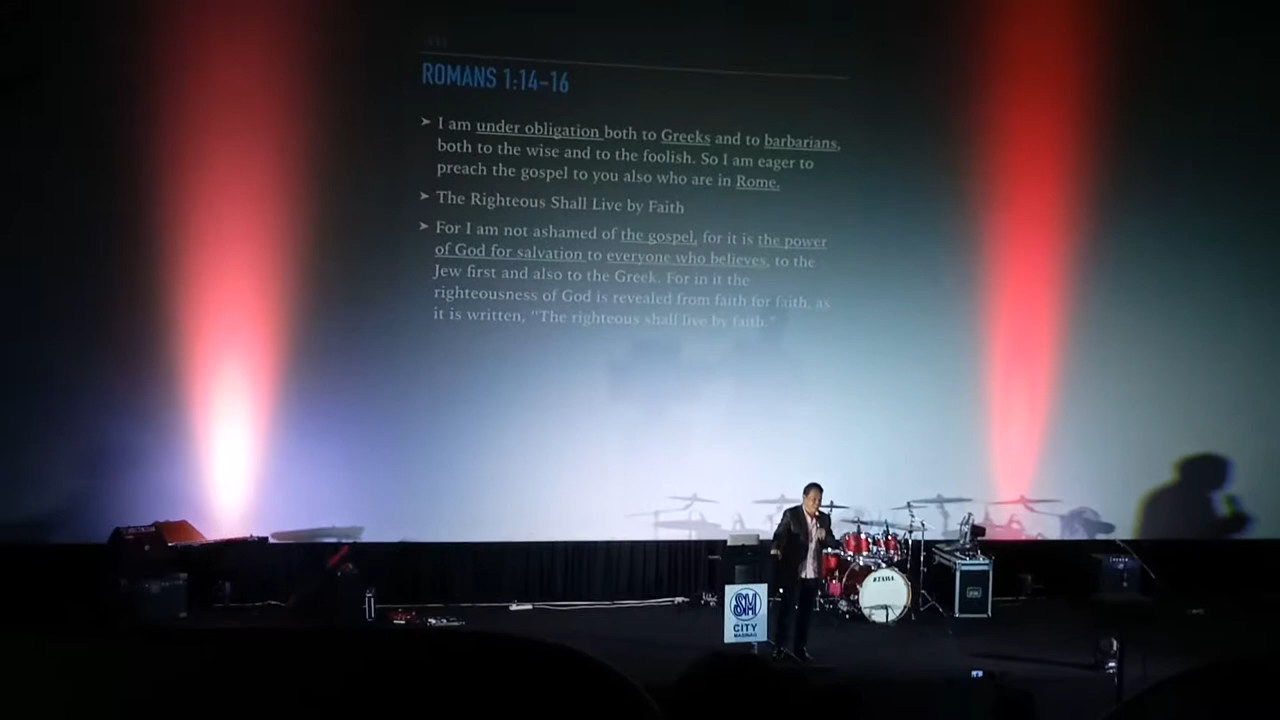 ROMANS 1:14-16
➤ I am under obligation both to Greeks and to barbarians,
both to the wise and to the foolish. So I am eager to
preach the gospel to you also who are in Rome.
➤ The Righteous Shall Live by Faith
➤ For I am not ashamed of the gospel, for it is the power
of God for salvation to everyone who believes, to the
Jew first and also to the Greek. For in it the
righteousness of God is revealed from faith for faith, as
it is written, "The righteous shall live by faith."
TAMA
SM
CITY
MASINAG